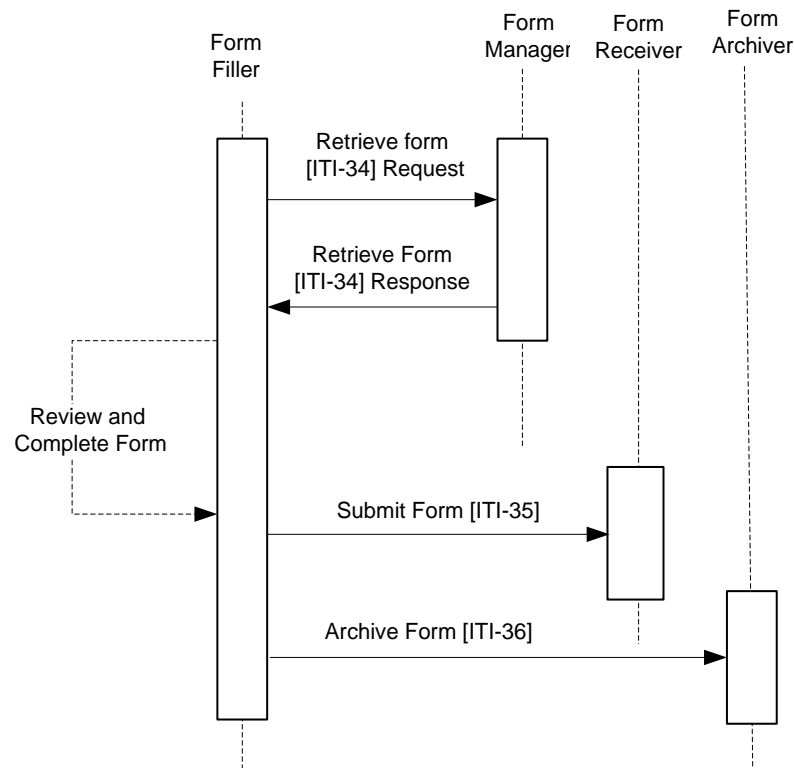 Form
Filler
Form
Manager
Form
Receiver
Form
Archiver
Retrieve form
[ITI-34] Request
Retrieve Form
[ITI-34] Response
Review and
Complete Form
Submit Form [ITI-35]
Archive Form [ITI-36]